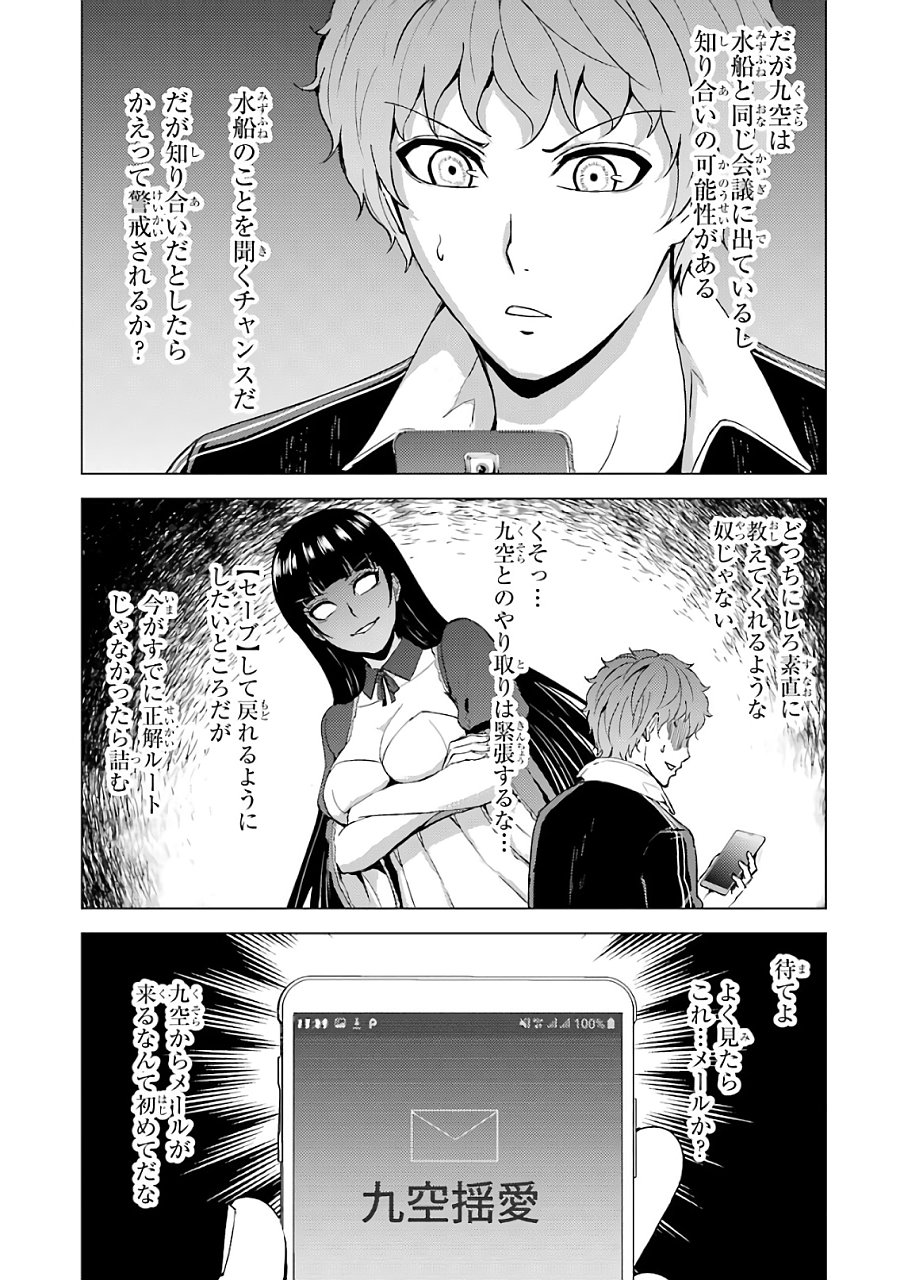 だが九空は
水船と同じ会議に出ているし
知り合いの可能性がある
水船のことを聞くチャンスだ
だが知り合いだとしたら
かえって警戒されるか?
どっちにしろ素直に
教えてくれるような
奴じゃない
くそっ…
九空とのやり取りは緊張するな…
【セーブ】して戻れるように
したいところだが
今がすでに正解ルート
じゃなかったら詰む
待てよ
よく見たら
これ…メールか?
100%
九空揺愛
九空からメールが
来るなんて初めてだな